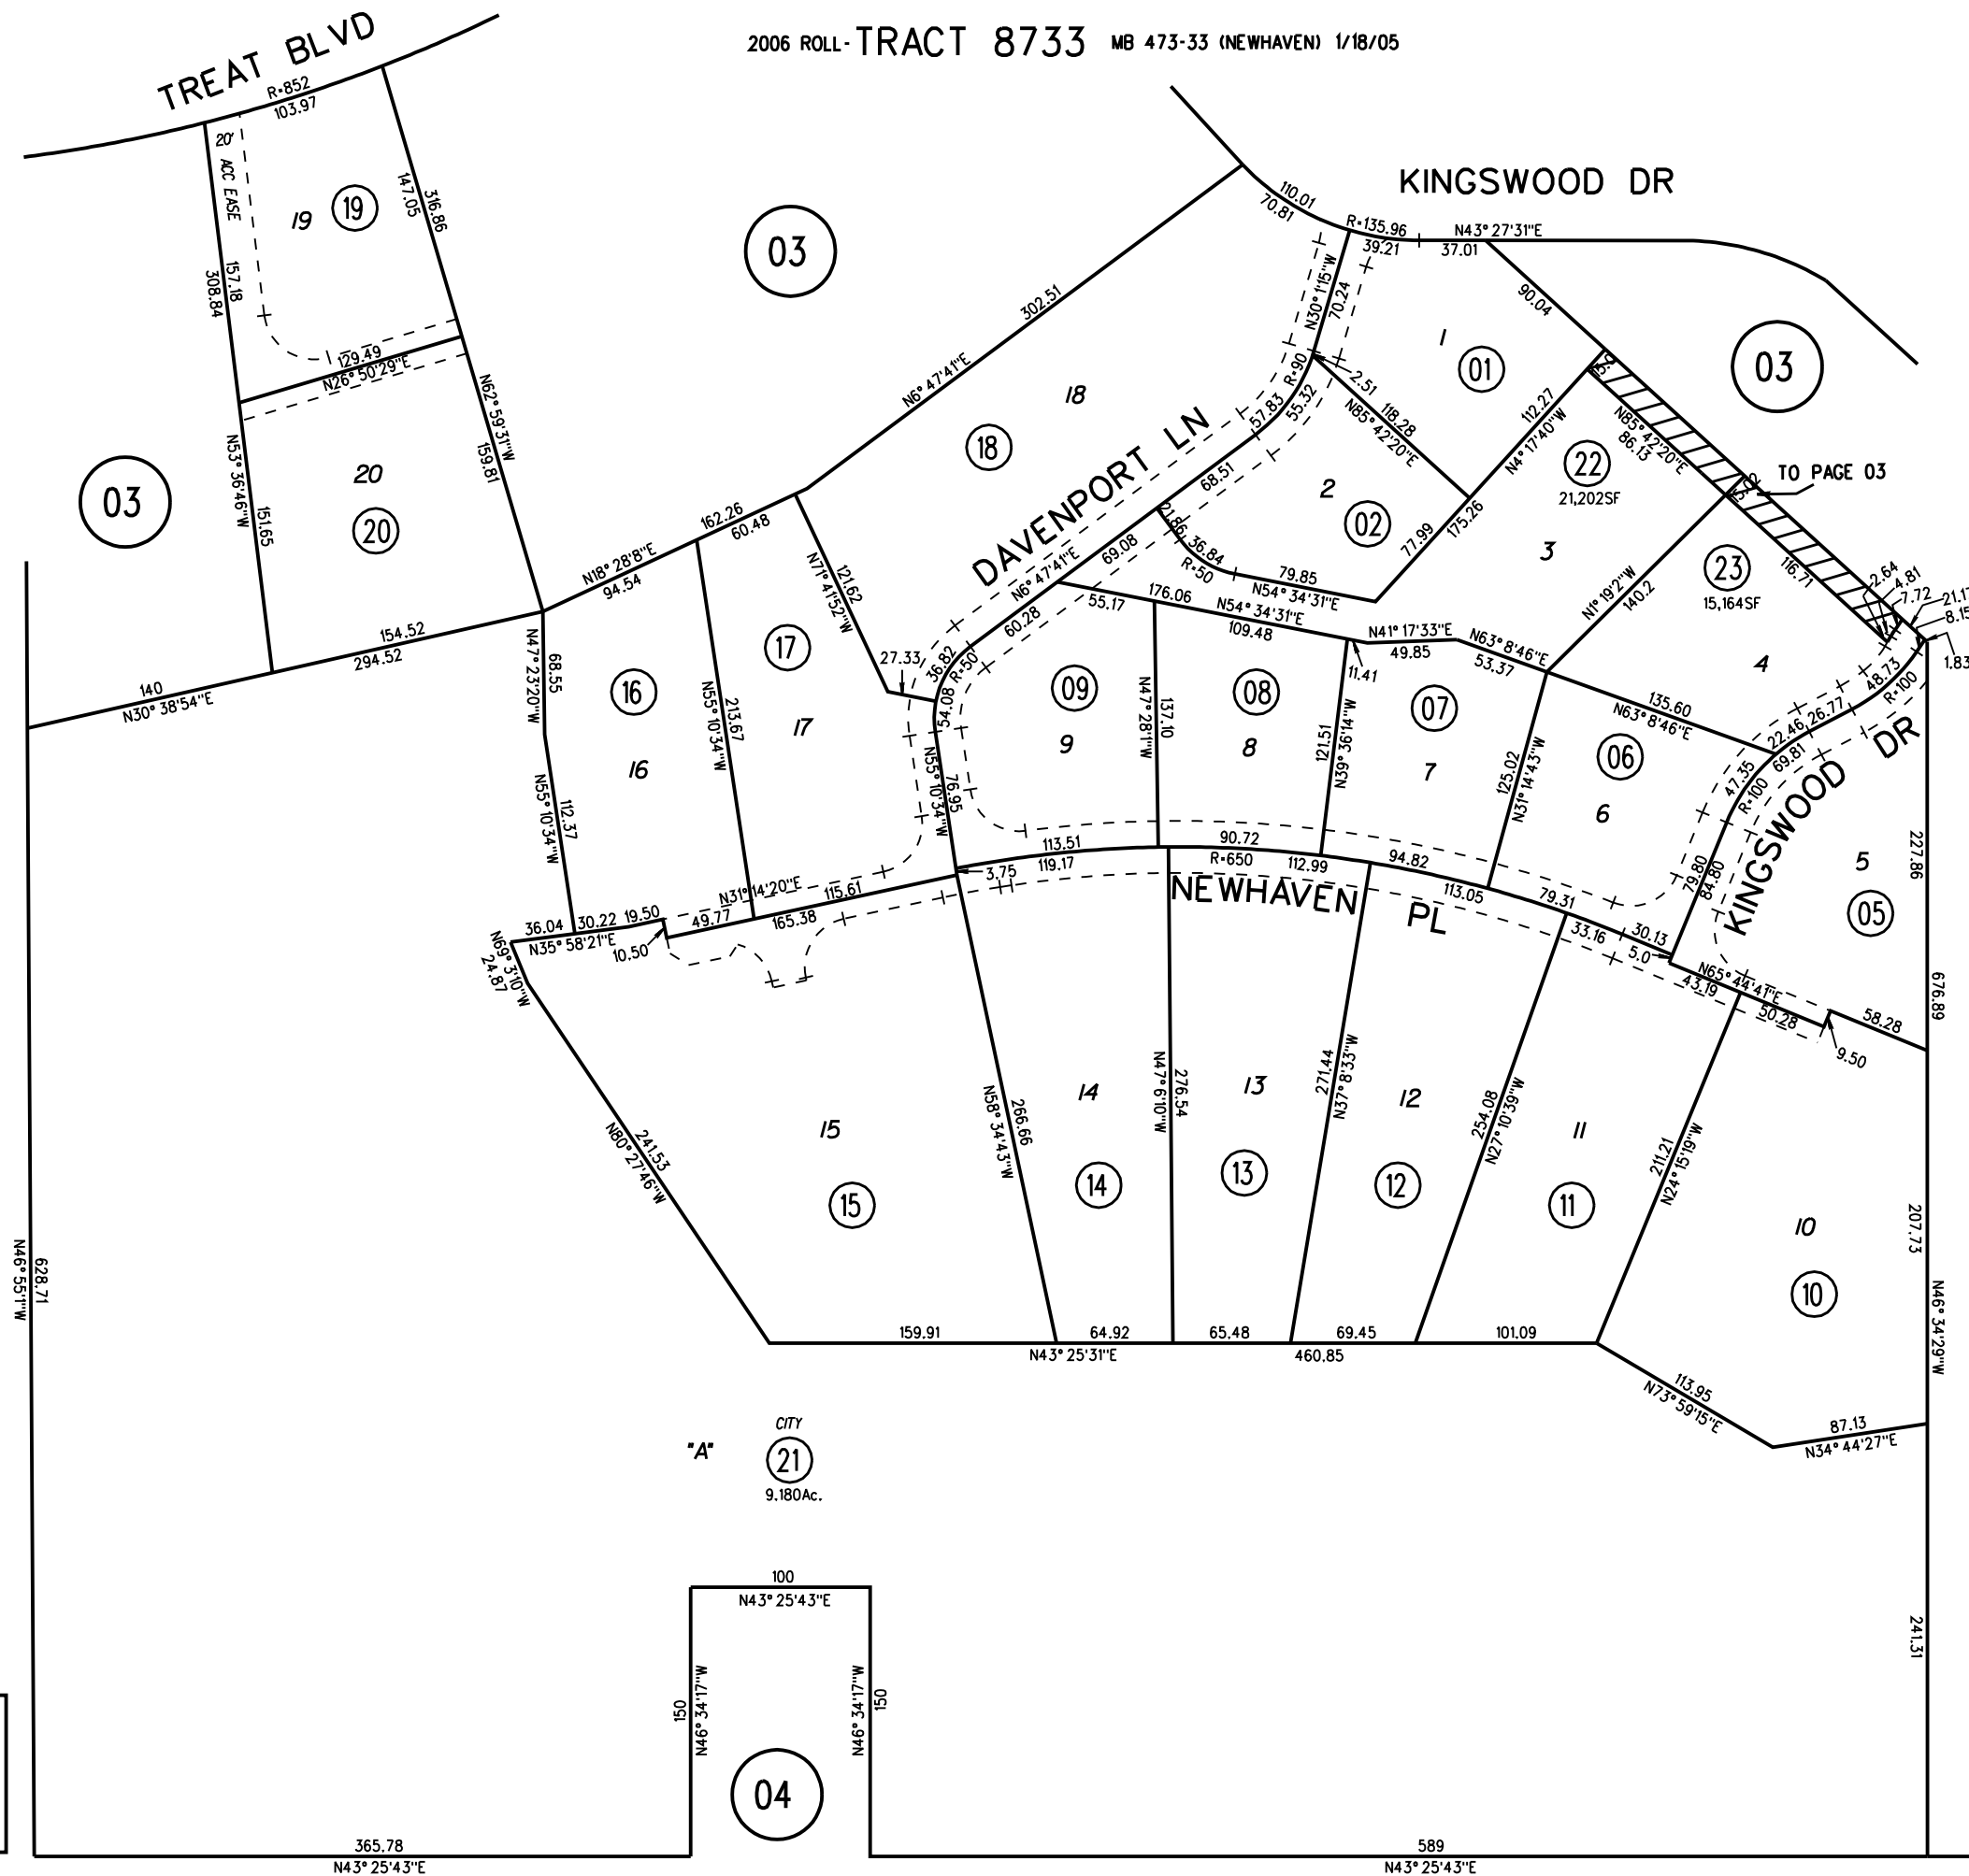 2006 ROLL- TRACT 8733 MB 473-33 (NEWHAVEN) 1/18/05
TREAT BLVD
R=852
103.97
20'
ACC EASE
19
19
147.05
316.86
157.18
308.84
129.49
N26°50'29"E
N62°59'31"W
159.81
N53°36'46"W
151.65
20
20
03
03
154.52
294.52
140
N30°38'54"E
KINGSWOOD DR
110.01
70.81
R=135.96
39.21
N43°27'31"E
37.01
302.51
N6°47'41"E
18
18
N30°1'15"W
70.24
90.04
1
01
03
R=90
2.51
57.83
55.32
118.28
N85°42'20"E
112.27
N4°17'40"W
N85°42'20"E
86.13
22
21,202SF
TO PAGE 03
DAVENPORT LN
68.51
2
02
21.86
36.84
R=50
77.99
175.26
3
79.85
N54°34'31"E
69.08
N6°47'41"E
60.28
162.26
60.48
N18°28'8"E
94.54
N71°41'52"W
121.62
N1°19'2"W
140.2
23
15,164SF
116.71
2.64
4.81
7.72
21.17
8.15
1.83
4
48.73
R=100
55.17
176.06
N54°34'31"E
109.48
N41°17'33"E
49.85
11.41
N63°8'46"E
53.37
135.60
N63°8'46"E
22.46
26.77
69.81
47.35
R=100
KINGSWOOD DR
N47°23'20"W
68.55
16
16
17
17
N55°10'34"W
213.67
27.33
36.82
R=50
54.08
N55°10'34"W
76.95
09
9
N47°28'1"W
137.10
08
8
121.51
N39°36'14"W
07
7
125.02
N31°14'43"W
06
6
79.80
84.80
5
05
227.86
676.89
N55°10'34"W
112.37
N31°14'20"E
115.61
49.77
165.38
36.04
30.22
19.50
N35°58'21"E
10.50
N69°3'10"W
24.87
3.75
113.51
119.17
90.72
R=650
112.99
94.82
113.05
79.31
33.16
30.13
5.0
N65°44'41"E
43.19
50.28
58.28
9.50
NEWHAVEN PL
241.53
N80°27'46"W
15
15
N58°34'43"W
266.66
14
14
N47°6'10"W
276.54
13
13
271.44
N37°8'33"W
12
12
254.08
N27°10'39"W
11
11
211.21
N24°15'19"W
10
10
207.73
N46°34'29"W
N46°55'1"W
628.71
159.91
64.92
65.48
69.45
101.09
N43°25'31"E
460.85
113.95
N73°59'15"E
87.13
N34°44'27"E
CITY
"A"
21
9.180Ac.
241.31
100
N43°25'43"E
150
N46°34'17"W
N46°34'17"W
150
04
365.78
N43°25'43"E
589
N43°25'43"E